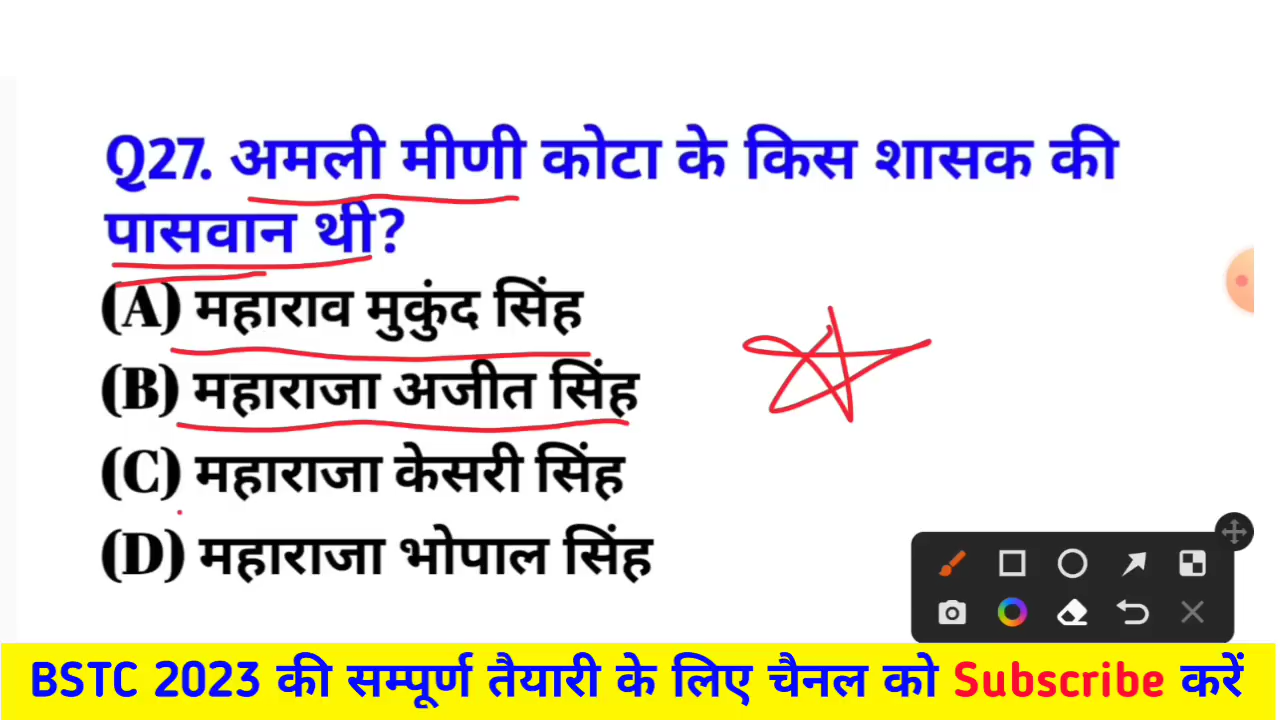 Q27. अमली मीणी कोटा के किस शासक की
पासवान थी?
(A) महाराव मुकुंद सिंह
(B) महाराजा अजीत सिंह
(C) महाराजा केसरी सिंह
(D) महाराजा भोपाल सिंह
BSTC 2023 की सम्पूर्ण तैयारी के लिए चैनल को Subscribe करें